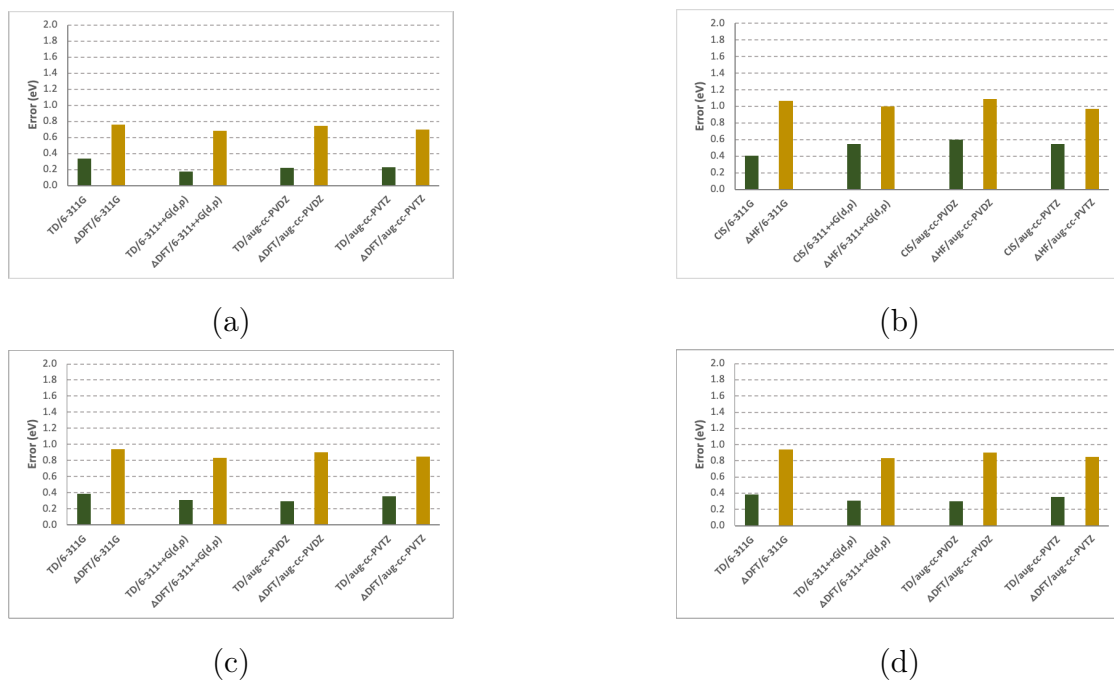 2.0
1.8
1.6
1.4
1.2
1.0
0.8
0.6
0.4
0.2
0.0
Error (eV)
TD/6-311G
ΔDFT/6-311G
TD/6-311++G(d,p)
ΔDFT/6-311++G(d,p)
TD/aug-cc-PVDZ
ΔDFT/aug-cc-PVDZ
TD/aug-cc-PVTZ
ΔDFT/aug-cc-PVTZ
(a)
2.0
1.8
1.6
1.4
1.2
1.0
0.8
0.6
0.4
0.2
0.0
Error (eV)
CIS/6-311G
ΔHF/6-311G
CIS/6-311++G(d,p)
ΔHF/6-311++G(d,p)
CIS/aug-cc-PVDZ
ΔHF/aug-cc-PVDZ
CIS/aug-cc-PVTZ
ΔHF/aug-cc-PVTZ
(b)
2.0
1.8
1.6
1.4
1.2
1.0
0.8
0.6
0.4
0.2
0.0
Error (eV)
TD/6-311G
ΔDFT/6-311G
TD/6-311++G(d,p)
ΔDFT/6-311++G(d,p)
TD/aug-cc-PVDZ
ΔDFT/aug-cc-PVDZ
TD/aug-cc-PVTZ
ΔDFT/aug-cc-PVTZ
(c)
2.0
1.8
1.6
1.4
1.2
1.0
0.8
0.6
0.4
0.2
0.0
Error (eV)
TD/6-311G
ΔDFT/6-311G
TD/6-311++G(d,p)
ΔDFT/6-311++G(d,p)
TD/aug-cc-PVDZ
ΔDFT/aug-cc-PVDZ
TD/aug-cc-PVTZ
ΔDFT/aug-cc-PVTZ
(d)